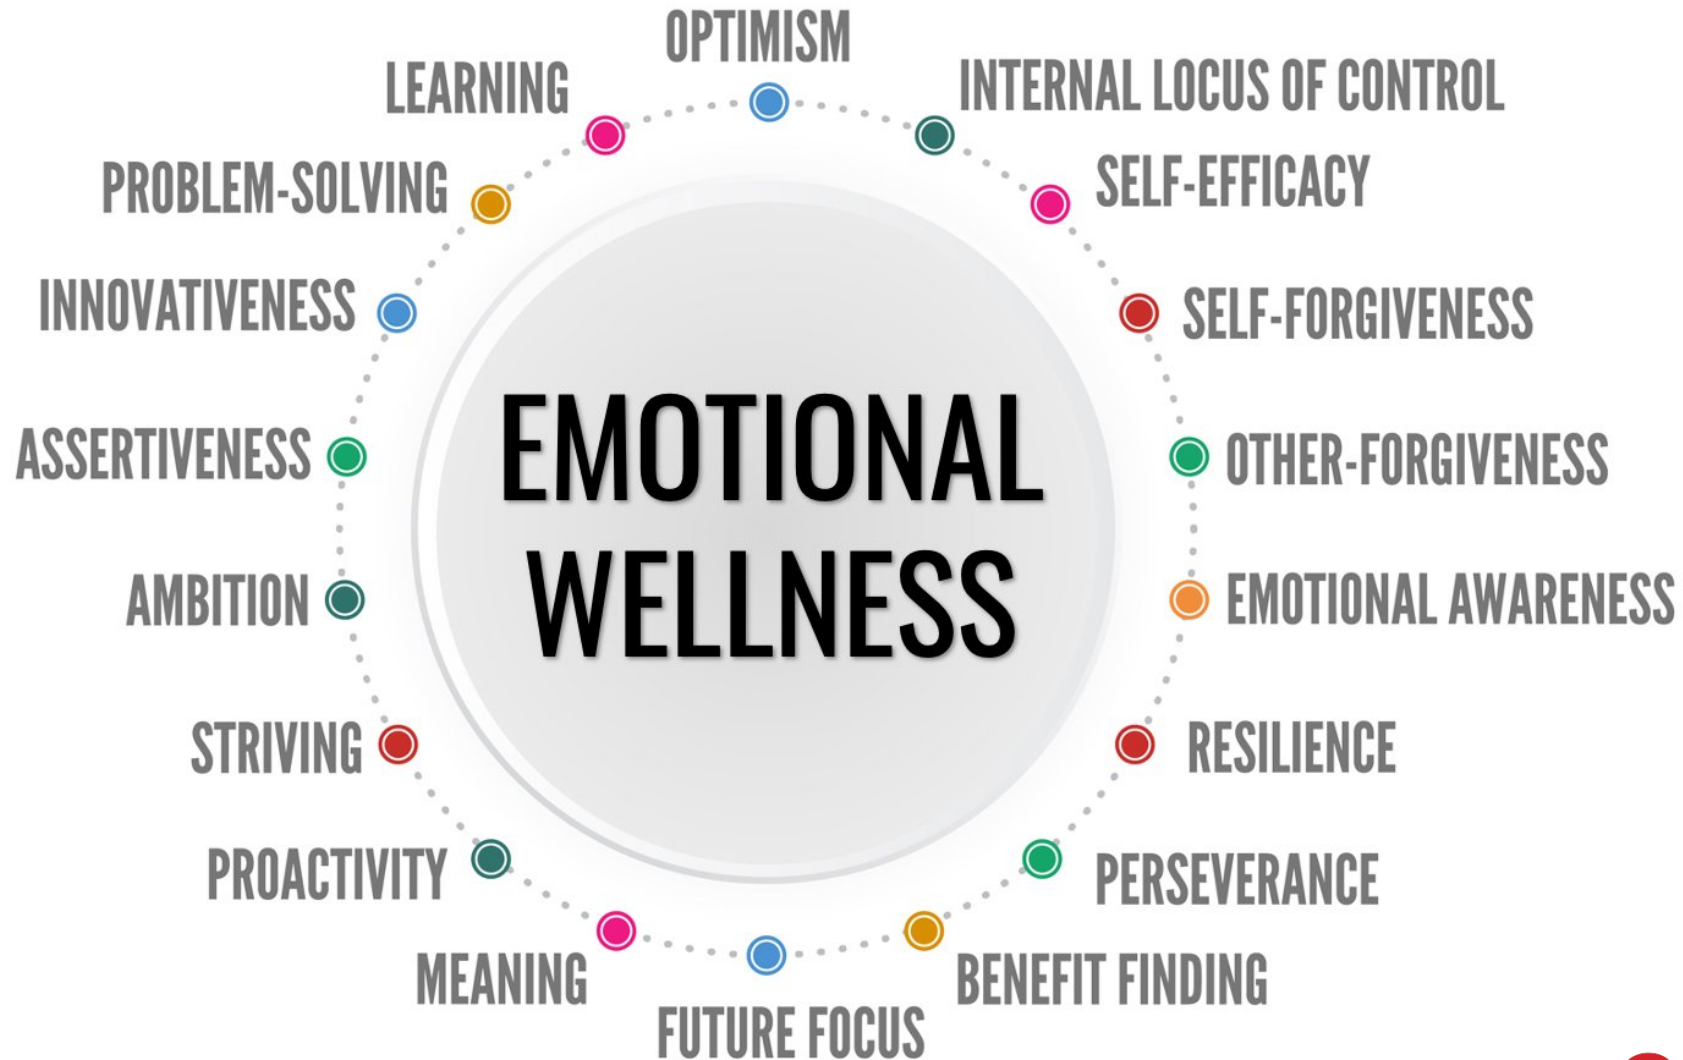 OPTIMISM
INTERNAL LOCUS OF CONTROL
SELF-EFFICACY
SELF-FORGIVENESS
OTHER-FORGIVENESS
EMOTIONAL AWARENESS
RESILIENCE
PERSEVERANCE
BENEFIT FINDING
FUTURE FOCUS
MEANING
PROACTIVITY
STRIVING
AMBITION
ASSERTIVENESS
INNOVATIVENESS
PROBLEM-SOLVING
LEARNING
EMOTIONAL
WELLNESS